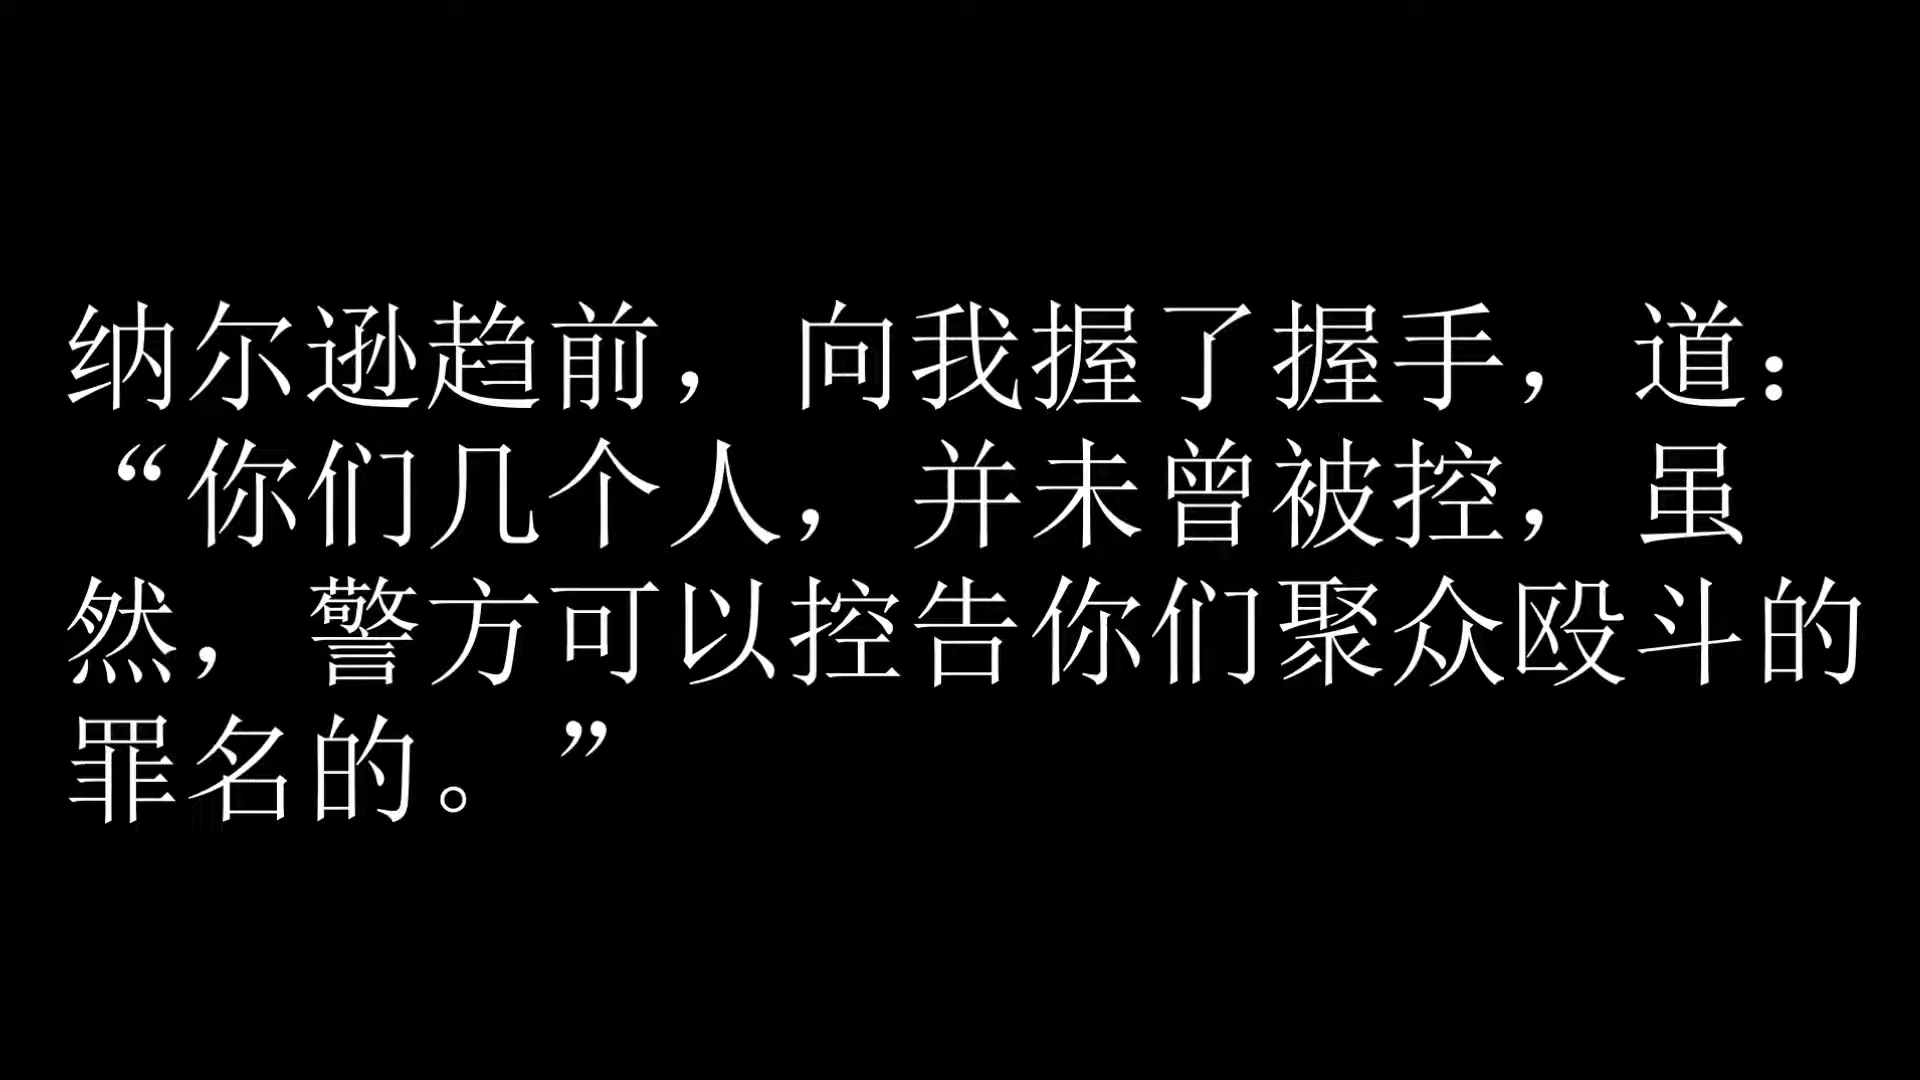 纳尔逊趋前，向我握了握手，道：
“你们几个人，并未曾被控，虽
然，警方可以控告你们聚众殴斗的
罪名的。”